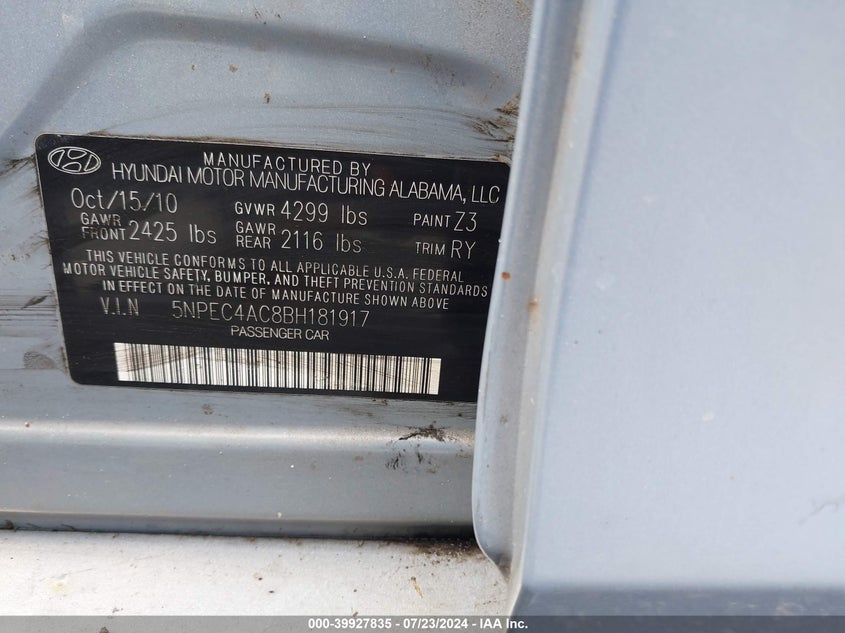 MANUFACTURED BY
HYUNDAI MOTOR MANUFACTURING ALABAMA, LLC
Oct/15/10 GVWR 4299 lbs PAINT Z3
GAWR FRONT 2425 lbs GAWR REAR 2116 lbs TRIM RY
THIS VEHICLE CONFORMS TO ALL APPLICABLE U.S.A. FEDERAL
MOTOR VEHICLE SAFETY, BUMPER, AND THEFT PREVENTION STANDARDS
IN EFFECT ON THE DATE OF MANUFACTURE SHOWN ABOVE
V.I.N 5NPEC4AC8BH181917
PASSENGER CAR
000-39927835 - 07/23/2024 - IAA Inc.